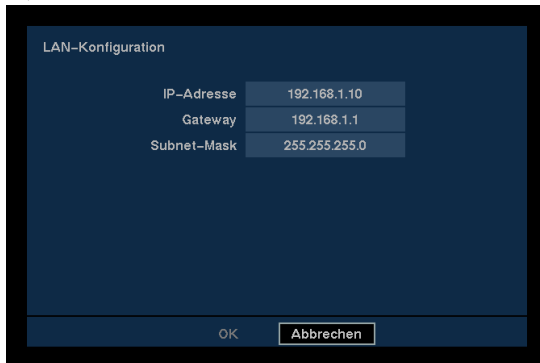 LAN-Konfiguration
IP-Adresse 192.168.1.10
Gateway 192.168.1.1
Subnet-Mask 255.255.255.0
OK Abbrechen